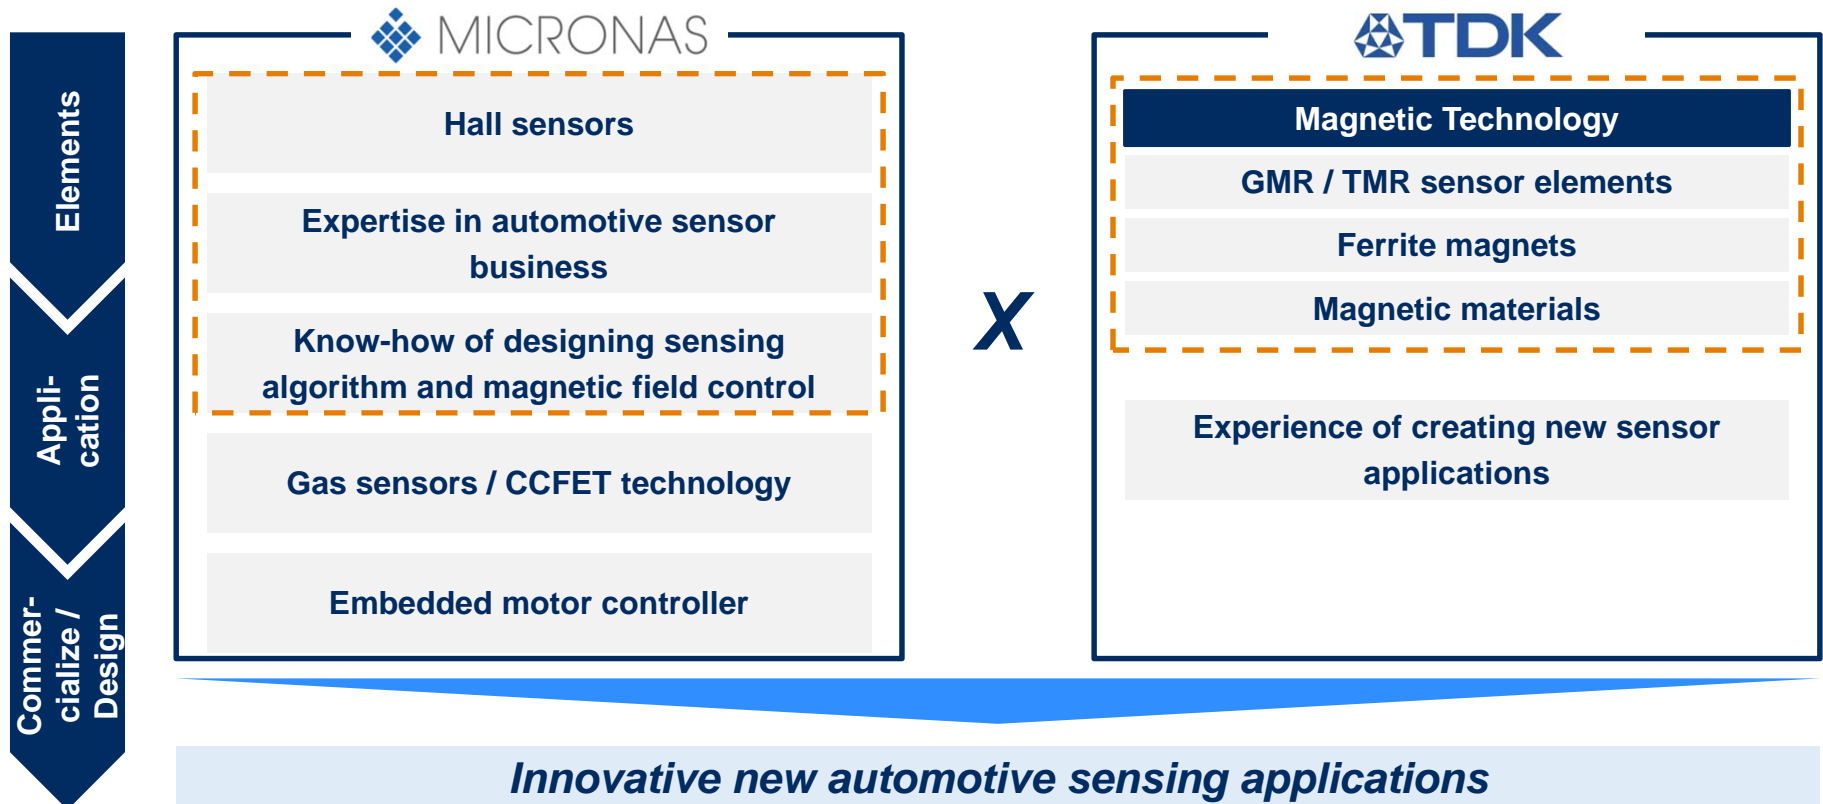 Elements
Appli-
cation
Commer-
cialize /
Design
MICRONAS
Hall sensors
Expertise in automotive sensor
business
Know-how of designing sensing
algorithm and magnetic field control
Gas sensors / CCFET technology
Embedded motor controller
X
TDK
Magnetic Technology
GMR / TMR sensor elements
Ferrite magnets
Magnetic materials
Experience of creating new sensor
applications
Innovative new automotive sensing applications